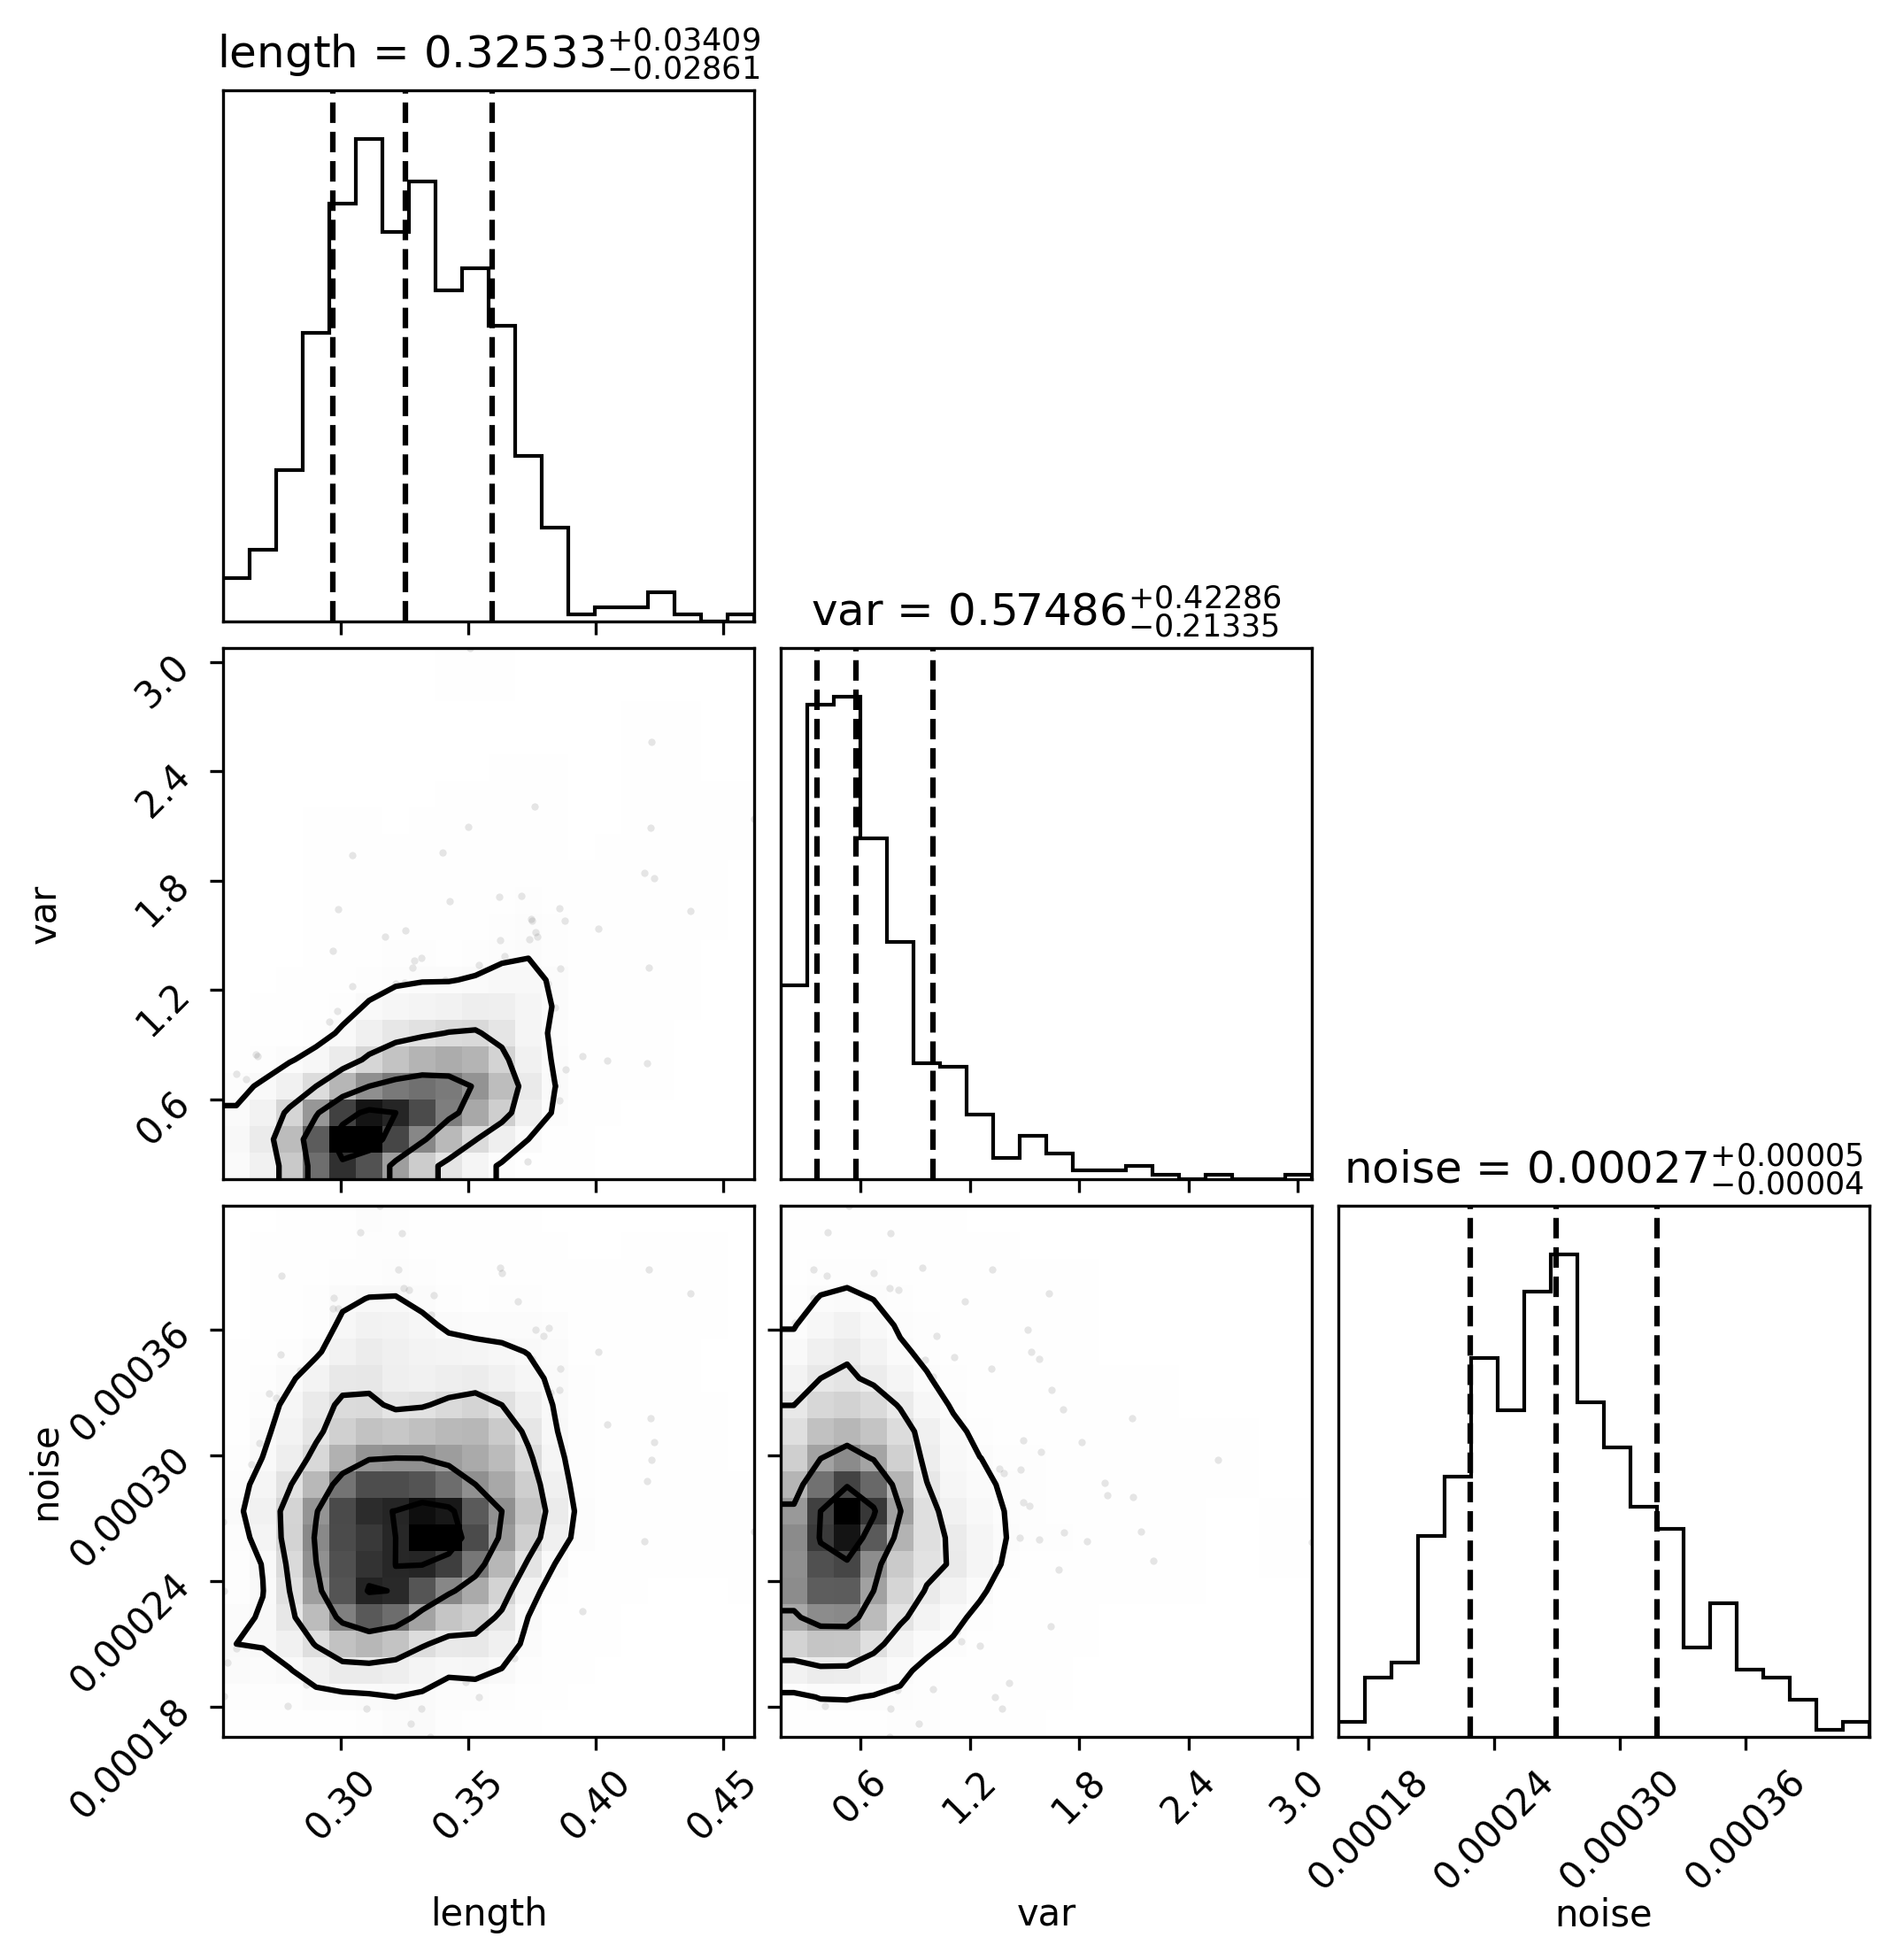 length = 0.32533 +0.03409 −0.02861
var = 0.57486 +0.42286 −0.21335
3.0
2.4
1.8
1.2
0.6
var
noise = 0.00027 +0.00005 −0.00004
0.00036
0.00030
0.00024
0.00018
noise
0.30 0.35 0.40 0.45
0.6 1.2 1.8 2.4 3.0
0.00018 0.00024 0.00030 0.00036
length
var
noise